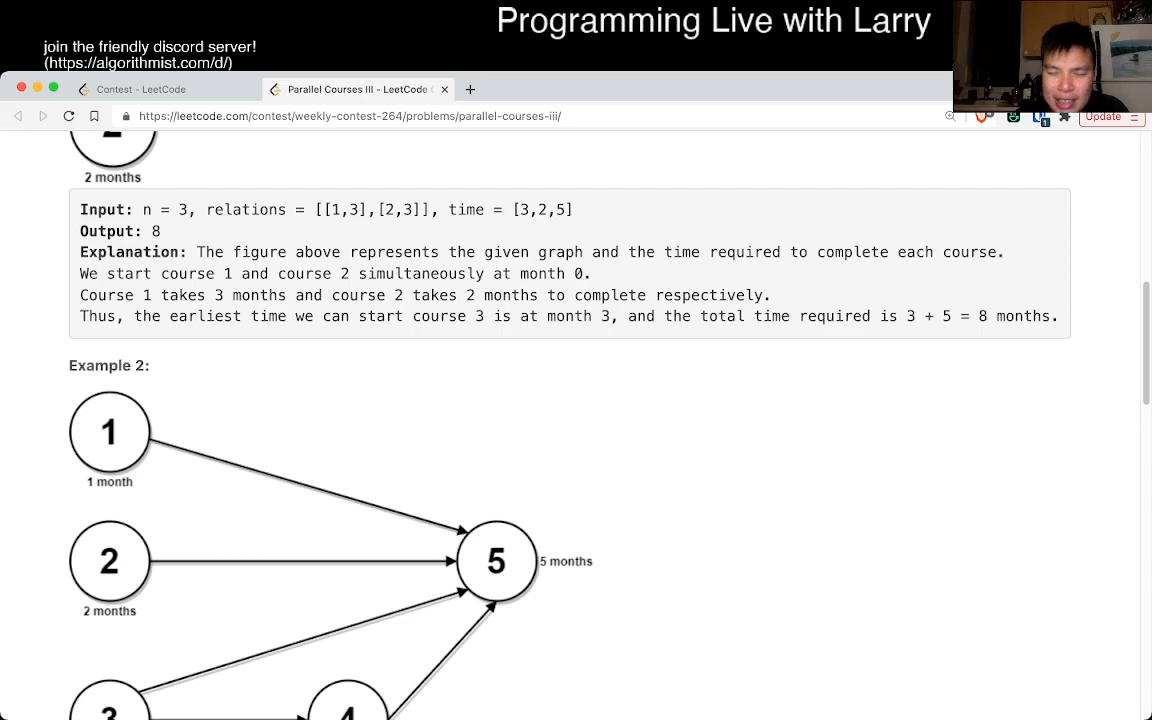 Programming Live with Larry
join the friendly discord server!
(https://algorithmist.com/d/)
Contest - LeetCode
Parallel Courses III - LeetCode
https://leetcode.com/contest/weekly-contest-264/problems/parallel-courses-iii/
1
Update
2 months
Input: n = 3, relations = [[1,3],[2,3]], time = [3,2,5]
Output: 8
Explanation: The figure above represents the given graph and the time required to complete each course.
We start course 1 and course 2 simultaneously at month 0.
Course 1 takes 3 months and course 2 takes 2 months to complete respectively.
Thus, the earliest time we can start course 3 is at month 3, and the total time required is 3 + 5 = 8 months.
Example 2:
1
1 month
2
5
5 months
2 months
3
4